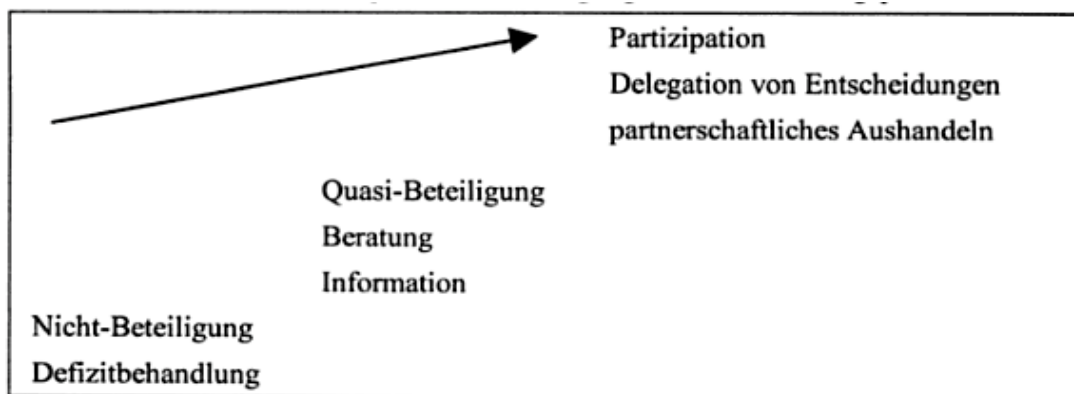 Partizipation
Delegation von Entscheidungen
partnerschaftliches Aushandeln
Quasi-Beteiligung
Beratung
Information
Nicht-Beteiligung
Defizitbehandlung